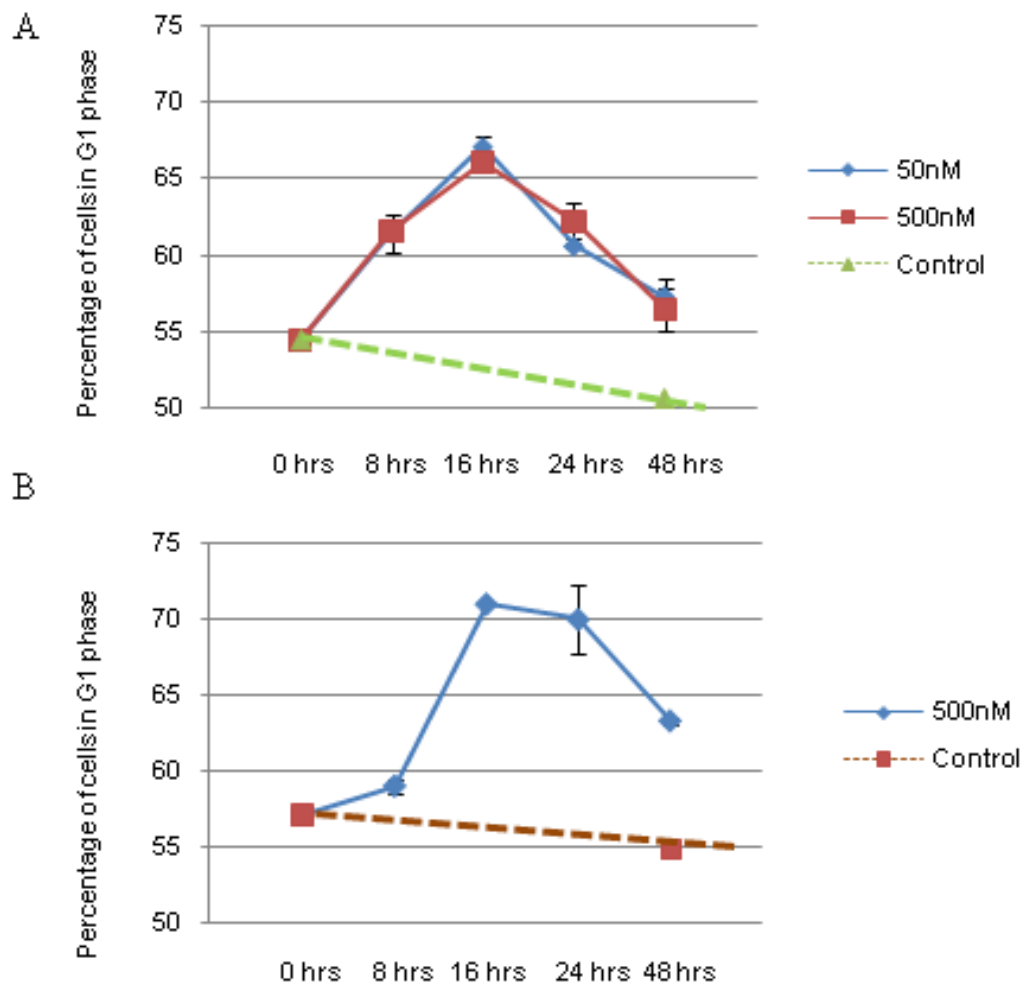 A
Percentage of cellsin G1 phase
75
70
65
60
55
50
0 hrs 8 hrs 16 hrs 24 hrs 48 hrs
50nM
500nM
Control
B
Percentage of cellsin G1 phase
75
70
65
60
55
50
0 hrs 8 hrs 16 hrs 24 hrs 48 hrs
500nM
Control